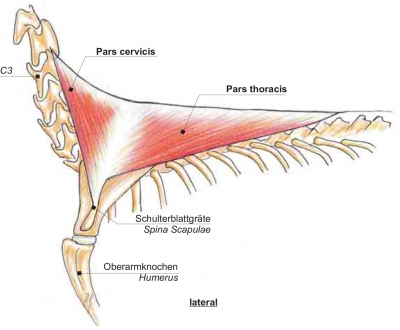 Pars cervicis
C3
Pars thoracis
Schulterblattgräte
Spina Scapulae
Oberarmknochen
Humerus
lateral